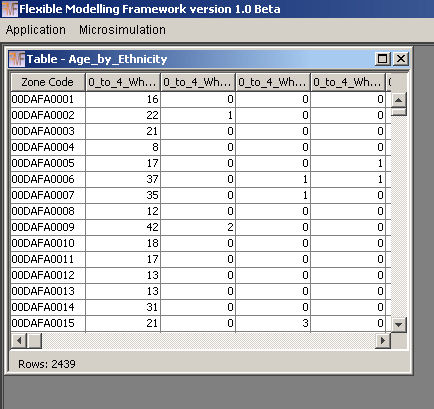 Flexible Modelling Framework version 1.0 Beta
Application Microsimulation
Table - Age_by_Ethnicity
Zone Code 0_to_4_Wh... 0_to_4_Wh... 0_to_4_Wh... 0_to_4_Wh...
00DAFA0001 16 0 0 0
00DAFA0002 22 1 0 0
00DAFA0003 21 0 0 0
00DAFA0004 8 0 0 0
00DAFA0005 17 0 0 1
00DAFA0006 37 0 1 1
00DAFA0007 35 0 1 0
00DAFA0008 12 0 0 0
00DAFA0009 42 2 0 0
00DAFA0010 18 0 0 0
00DAFA0011 17 0 0 0
00DAFA0012 13 0 0 0
00DAFA0013 13 0 0 0
00DAFA0014 31 0 0 0
00DAFA0015 21 0 3 0
Rows: 2439